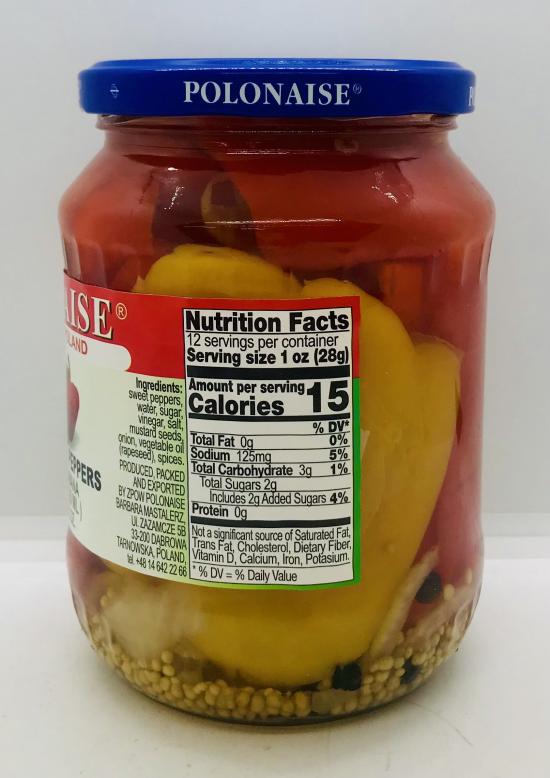 POLONAISE®
AISE®
LAND
EPPERS
Ingredients:
sweet peppers,
water, sugar,
vinegar, salt,
mustard seeds,
onion, vegetable oil
(rapeseed), spices.
PRODUCED, PACKED
AND EXPORTED
BY ZPOW POLONAISE
BARBARA MASTALERZ,
Ul. ZAZAMCZE 5B
33-200 DABROWA
TARNOWSKA, POLAND,
tel. +48 14 642 22 66
Nutrition Facts
12 servings per container
Serving size 1 oz (28g)
Amount per serving
Calories 15
% DV*
Total Fat 0g 0%
Sodium 125mg 5%
Total Carbohydrate 3g 1%
Total Sugars 2g
Includes 2g Added Sugars 4%
Protein 0g
Not a significant source of Saturated Fat,
Trans Fat, Cholesterol, Dietary Fiber,
Vitamin D, Calcium, Iron, Potasium.
* % DV = % Daily Value